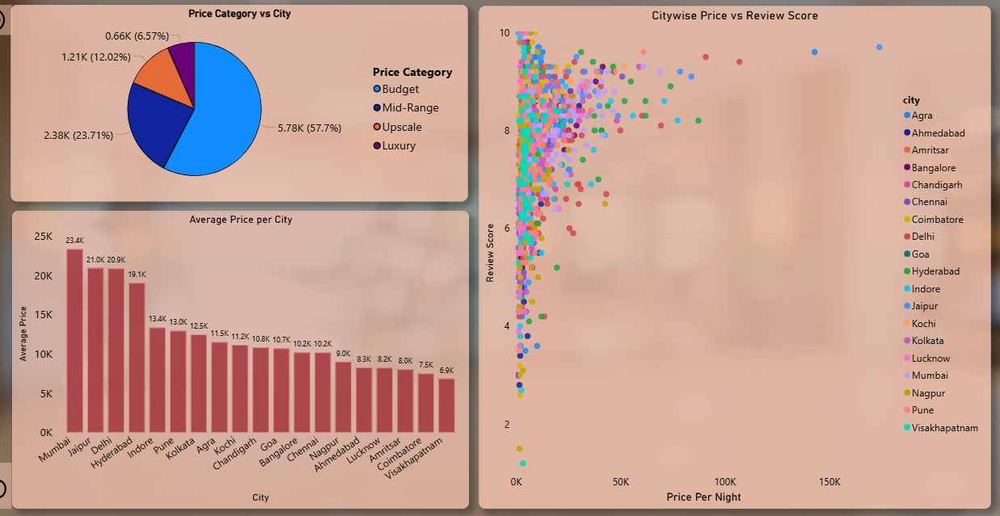 Price Category vs City
0.66K (6.57%)
1.21K (12.02%)
2.38K (23.71%)
5.78K (57.7%)
Price Category
Budget
Mid-Range
Upscale
Luxury
Average Price per City
Average Price
25K
20K
15K
10K
5K
0K
23.4K
21.0K
20.9K
19.1K
13.4K
13.0K
12.5K
11.5K
11.2K
10.8K
10.7K
10.2K
10.2K
9.0K
8.3K
8.2K
8.0K
7.5K
6.9K
Mumbai
Jaipur
Delhi
Hyderabad
Indore
Pune
Kolkata
Agra
Kochi
Chandigarh
Goa
Bangalore
Chennai
Nagpur
Ahmedabad
Lucknow
Amritsar
Coimbatore
Visakhapatnam
City
Citywise Price vs Review Score
Review Score
10
8
6
4
2
0K
50K
100K
150K
Price Per Night
city
Agra
Ahmedabad
Amritsar
Bangalore
Chandigarh
Chennai
Coimbatore
Delhi
Goa
Hyderabad
Indore
Jaipur
Kochi
Kolkata
Lucknow
Mumbai
Nagpur
Pune
Visakhapatnam